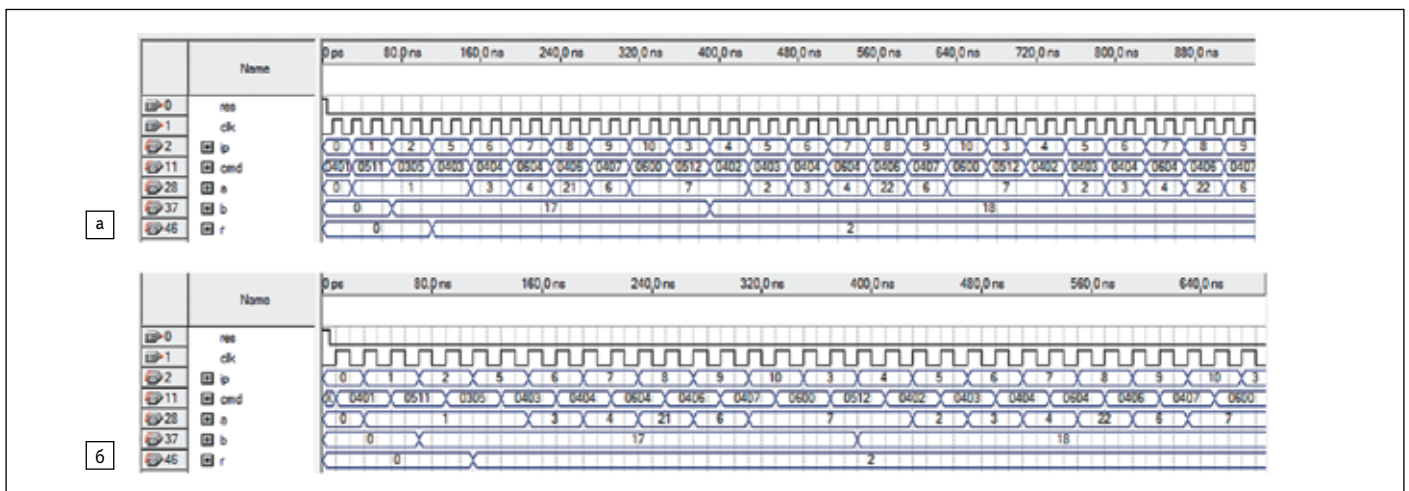 0 ps 80,0 ns 160,0 ns 240,0 ns 320,0 ns 400,0 ns 480,0 ns 560,0 ns 640,0 ns 720,0 ns 800,0 ns 880,0 ns
Name
0 res
1 clk
2 ip 0 1 2 5 6 7 8 9 10 3 4 5 6 7 8 9 10 3 4 5 6 7 8 9
11 cmd 0401 0511 0305 0403 0404 0604 0406 0407 0600 0512 0402 0403 0404 0604 0406 0407 0600 0512 0402 0403 0404 0604 0406 0407
28 a 0 1 3 4 21 6 7 2 3 4 22 6 7 2 3 4 22 6
37 b 0 17 18
а
46 r 0 2
0 ps 80,0 ns 160,0 ns 240,0 ns 320,0 ns 400,0 ns 480,0 ns 560,0 ns 640,0 ns
Name
0 res
1 clk
2 ip 0 1 2 5 6 7 8 9 10 3 4 5 6 7 8 9 10 3
11 cmd 0401 0511 0305 0403 0404 0604 0406 0407 0600 0512 0402 0403 0404 0604 0406 0407 0600
28 a 0 1 3 4 21 6 7 2 3 4 22 6 7
37 b 0 17 18
б
46 r 0 2